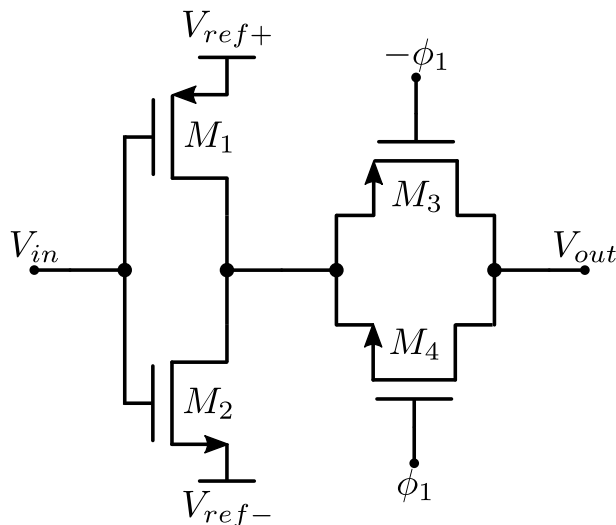 V_{ref+}
-ϕ_1
M_1
M_3
V_{in}
V_{out}
M_4
M_2
V_{ref-}
ϕ_1